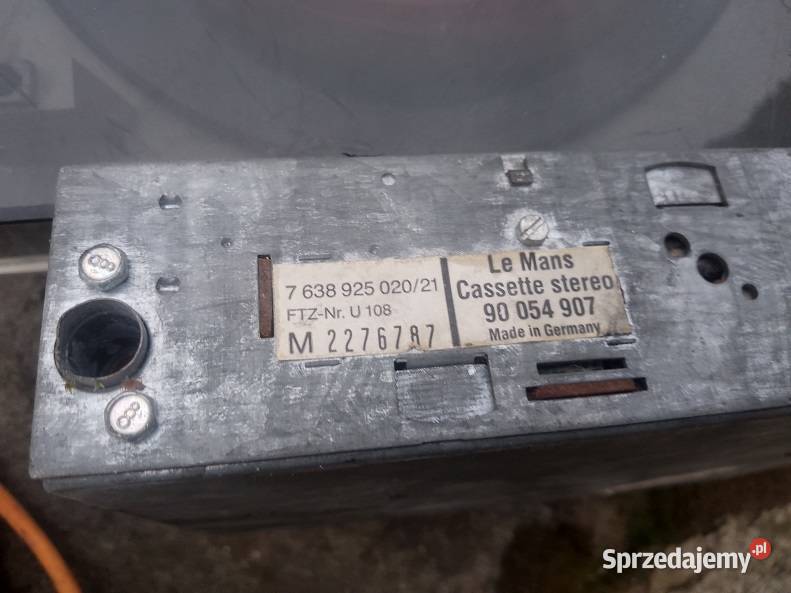 7 638 925 020/21
FTZ-Nr. U 108
M 2276787
Le Mans
Cassette stereo
90 054 907
Made in Germany
Sprzedajemy.pl